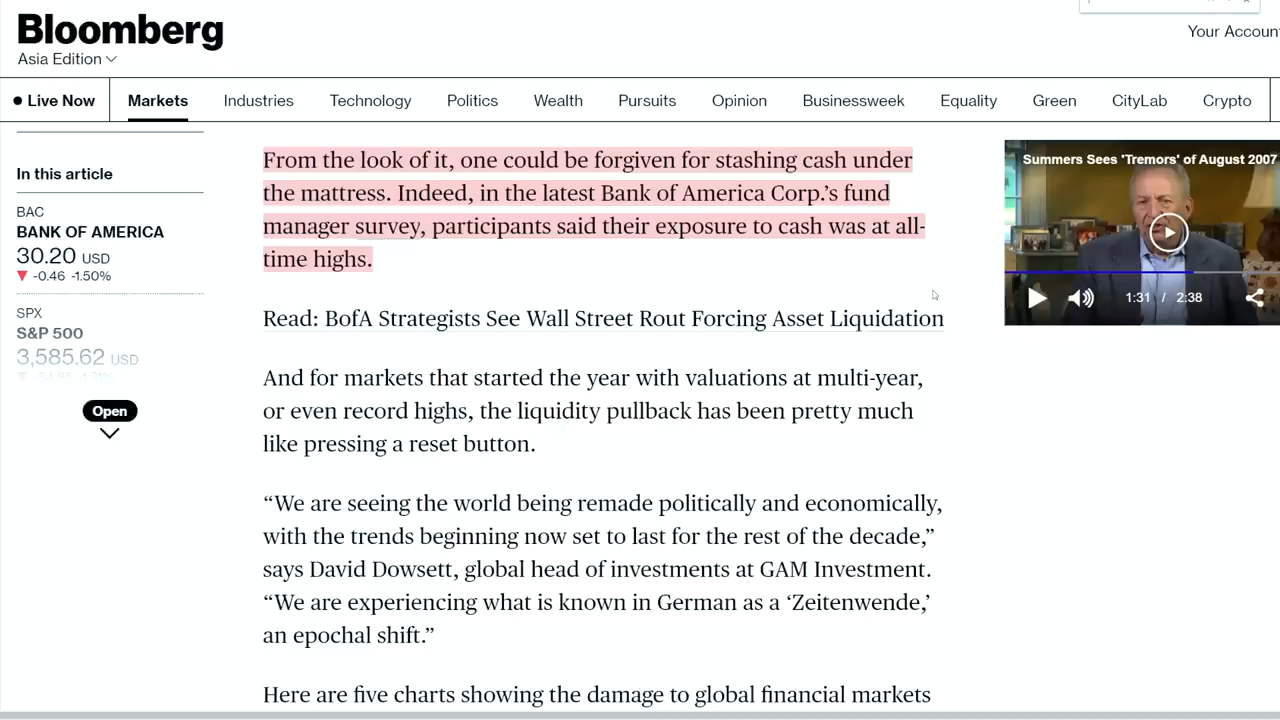 Bloomberg
Asia Edition
Your Accoun
Live Now
Markets
Industries
Technology
Politics
Wealth
Pursuits
Opinion
Businessweek
Equality
Green
CityLab
Crypto
In this article
BAC
BANK OF AMERICA
30.20 USD
-0.46 -1.50%
SPX
S&P 500
3,585.62 USD
-54.85 -1.51%
Open
From the look of it, one could be forgiven for stashing cash under
the mattress. Indeed, in the latest Bank of America Corp.’s fund
manager survey, participants said their exposure to cash was at all-
time highs.
Read: BofA Strategists See Wall Street Rout Forcing Asset Liquidation
And for markets that started the year with valuations at multi-year,
or even record highs, the liquidity pullback has been pretty much
like pressing a reset button.
“We are seeing the world being remade politically and economically,
with the trends beginning now set to last for the rest of the decade,”
says David Dowsett, global head of investments at GAM Investment.
“We are experiencing what is known in German as a ‘Zeitenwende,’
an epochal shift.”
Here are five charts showing the damage to global financial markets
Summers Sees 'Tremors' of August 2007
1:31 / 2:38